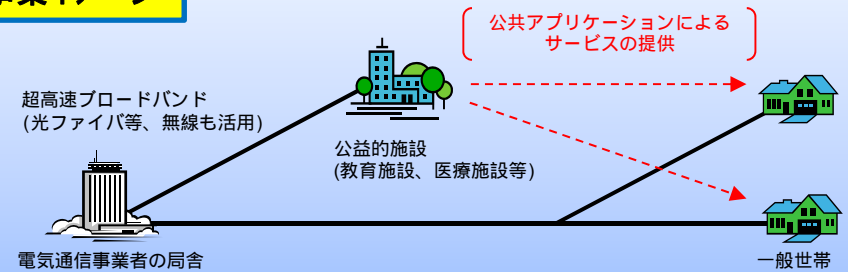 公共アプリケーションによる
サービスの提供
超高速ブロードバンド
(光ファイバ等、無線も活用)
公益的施設
(教育施設、医療施設等)
電気通信事業者の局舎
一般世帯